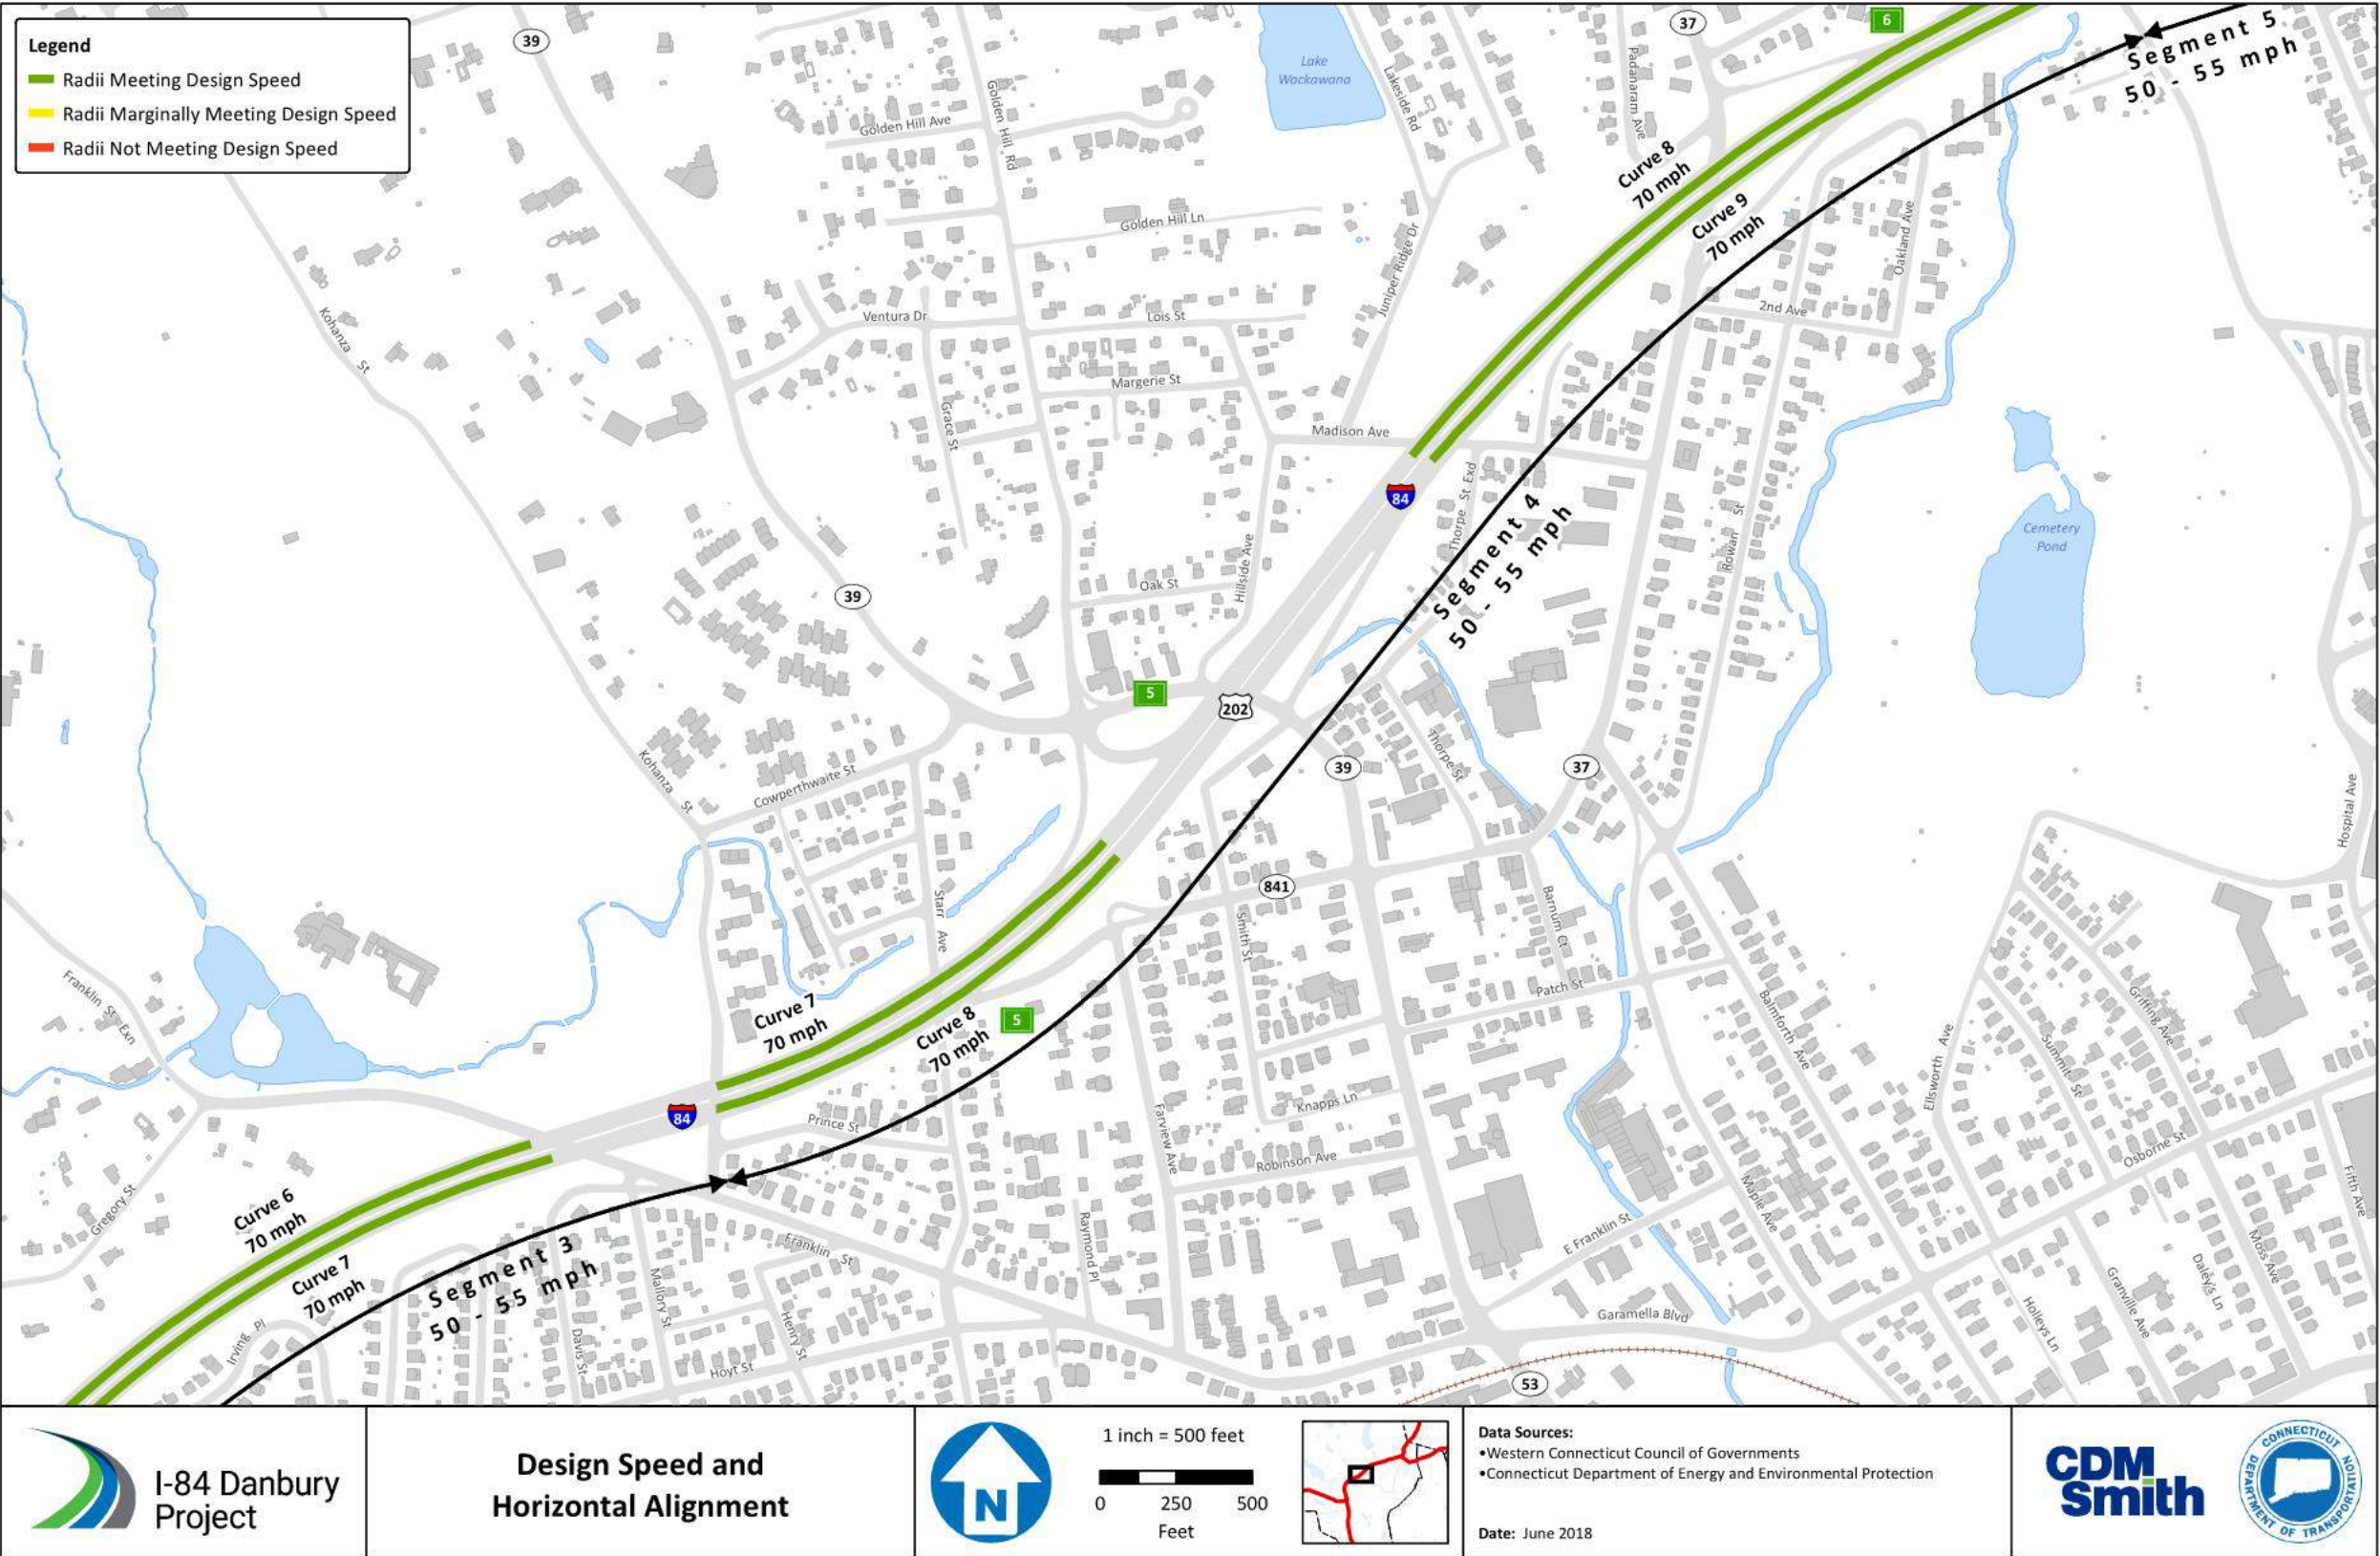 Legend
Radii Meeting Design Speed
Radii Marginally Meeting Design Speed
Radii Not Meeting Design Speed
39
37
6
Segment 5
50 - 55 mph
Lake
Wackawana
Lakeside Rd
Padanaram Ave
Golden Hill Rd
Golden Hill Ave
Curve 8
70 mph
Curve 9
70 mph
Golden Hill Ln
Juniper Ridge Dr
Oakland Ave
2nd Ave
Kohanza St
Ventura Dr
Lois St
Margerie St
Grace St
Madison Ave
84
Thorpe St Exd
Segment 4
50 - 55 mph
Rowan St
Cemetery
Pond
Hillside Ave
Oak St
39
5
202
Kohanza St
Cowperthwaite St
Thorpe St
39
37
Hospital Ave
841
Starr Ave
Smith St
Barnum Ct
Franklin St Exn
Curve 7
70 mph
Curve 8
70 mph
5
Patch St
Balmforth Ave
Griffing Ave
Summit St
Ellsworth Ave
84
Prince St
Farview Ave
Knapps Ln
Robinson Ave
Osborne St
Fifth Ave
Gregory St
Curve 6
70 mph
Curve 7
70 mph
Segment 3
50 - 55 mph
Franklin St
Raymond Pl
Maple Ave
E Franklin St
Moss Ave
Daleys Ln
Granville Ave
Holleys Ln
Irving Pl
Davis St
Mallory St
Henry St
Hoyt St
Garamella Blvd
53
I-84 Danbury
Project
Design Speed and
Horizontal Alignment
N
1 inch = 500 feet
0 250 500
Feet
Data Sources:
•Western Connecticut Council of Governments
•Connecticut Department of Energy and Environmental Protection
Date: June 2018
CDM
Smith
CONNECTICUT
DEPARTMENT OF TRANSPORTATION